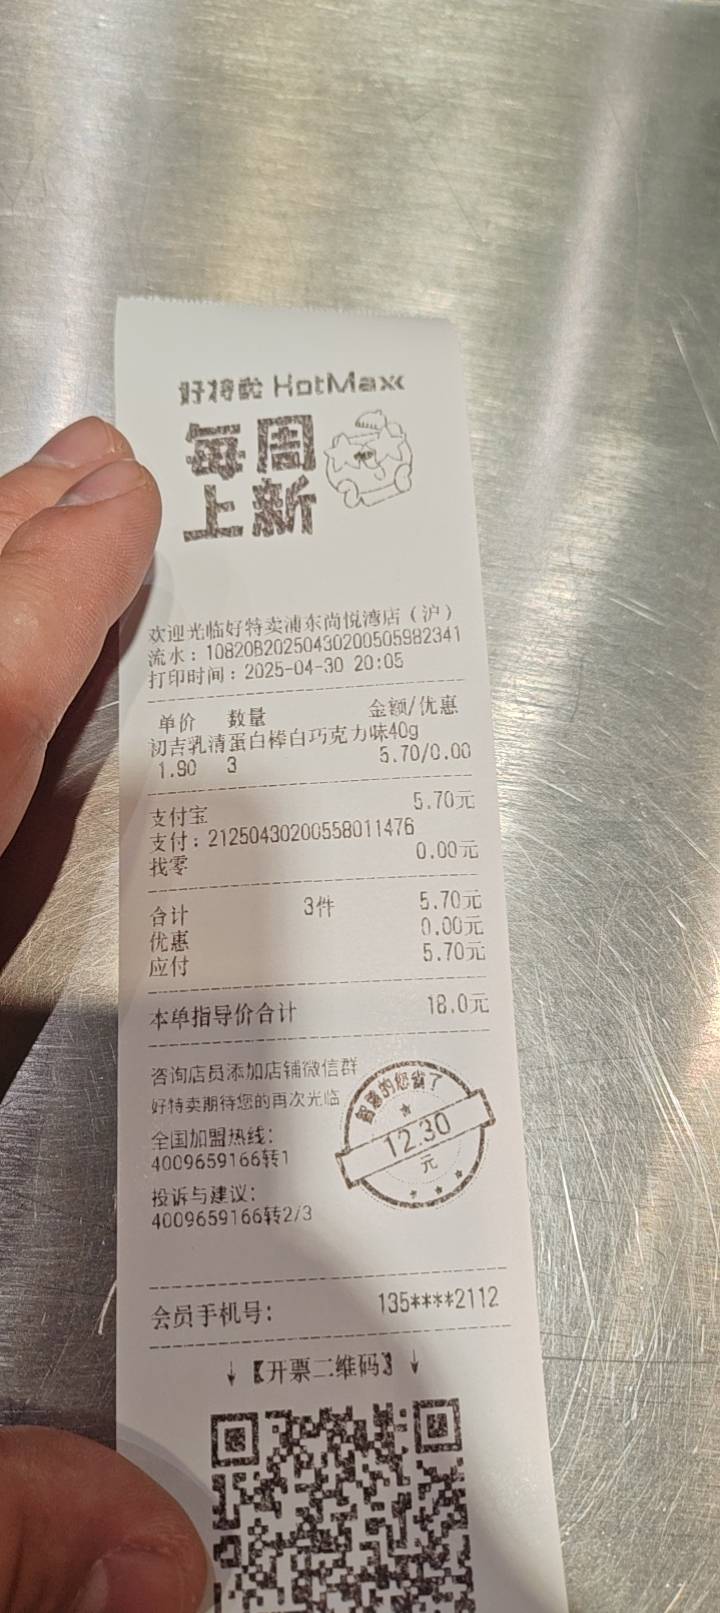 好特卖 HotMaxx
每周
上新
欢迎光临好特卖浦东尚悦湾店（沪）
流水：10820B20250430200505982341
打印时间：2025-04-30 20:05
单价 数量 金额/优惠
初吉乳清蛋白棒白巧克力味40g
1.90 3 5.70/0.00
支付宝 5.70元
支付：21250430200558011476
找零 0.00元
合计 3件 5.70元
优惠 0.00元
应付 5.70元
本单指导价合计 18.0元
咨询店员添加店铺微信群
好特卖期待您的再次光临
智慧的您省了
12.30
元
全国加盟热线：
4009659166转1
投诉与建议：
4009659166转2/3
会员手机号： 135****2112
↓【开票二维码】↓